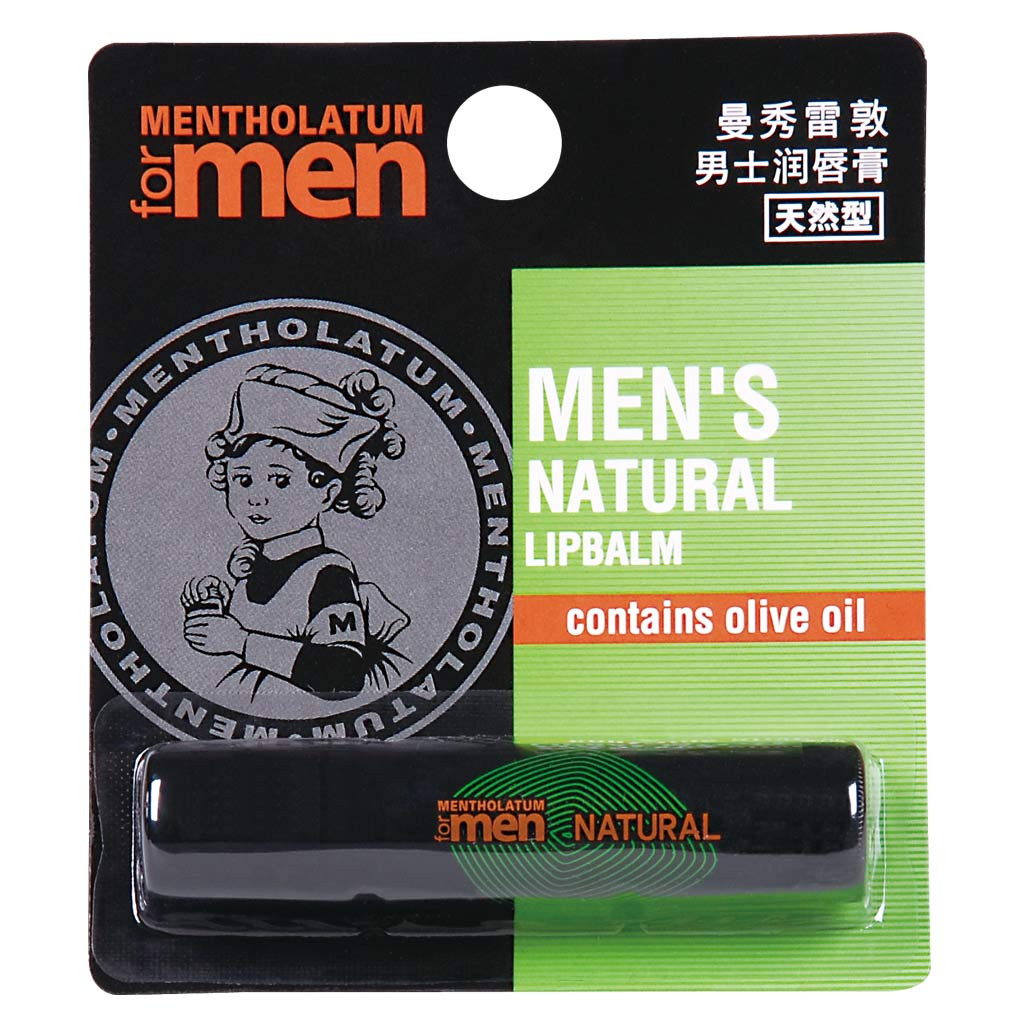 MENTHOLATUM
for men
曼秀雷敦
男士润唇膏
天然型
MENTHOLATUM • MENTHOLATUM • MENTHOLATUM • MENTHOLATUM
M
MEN'S
NATURAL
LIPBALM
contains olive oil
MENTHOLATUM
for men NATURAL